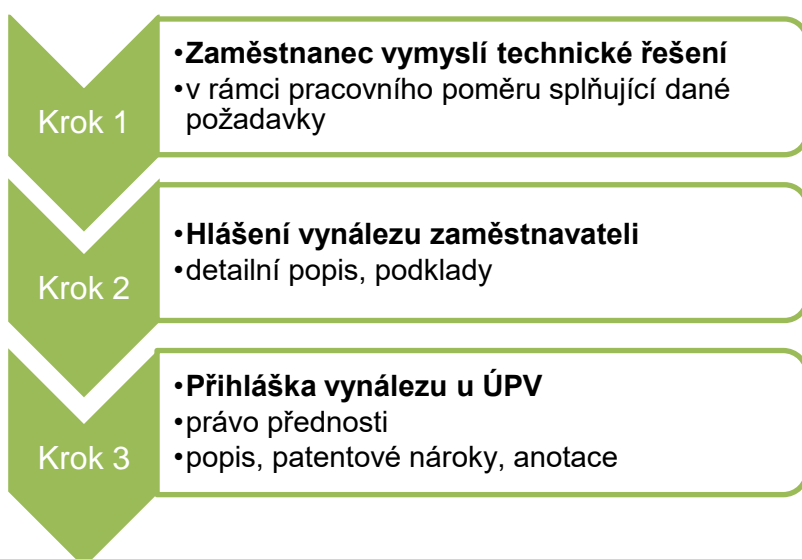 Krok 1
•Zaměstnanec vymyslí technické řešení
•v rámci pracovního poměru splňující dané
požadavky
Krok 2
•Hlášení vynálezu zaměstnavateli
•detailní popis, podklady
Krok 3
•Přihláška vynálezu u ÚPV
•právo přednosti
•popis, patentové nároky, anotace